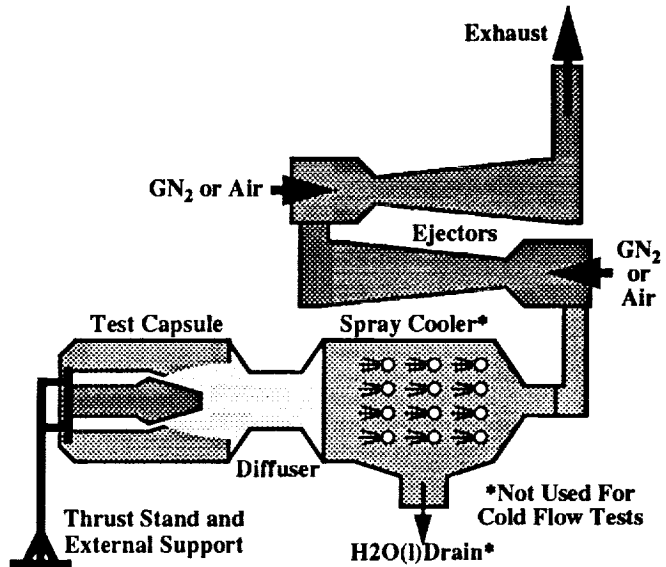 Exhaust
GN₂ or Air
Ejectors
GN₂
or
Air
Test Capsule
Spray Cooler*
Diffuser
*Not Used For
Cold Flow Tests
Thrust Stand and
External Support
H2O(l)Drain*